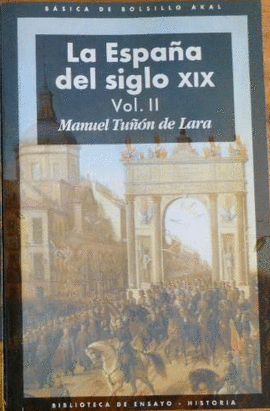 BÁSICA DE BOLSILLO AKAL
La España
del siglo XIX
Vol. II
Manuel Tuñón de Lara
BIBLIOTECA DE ENSAYO - HISTORIA